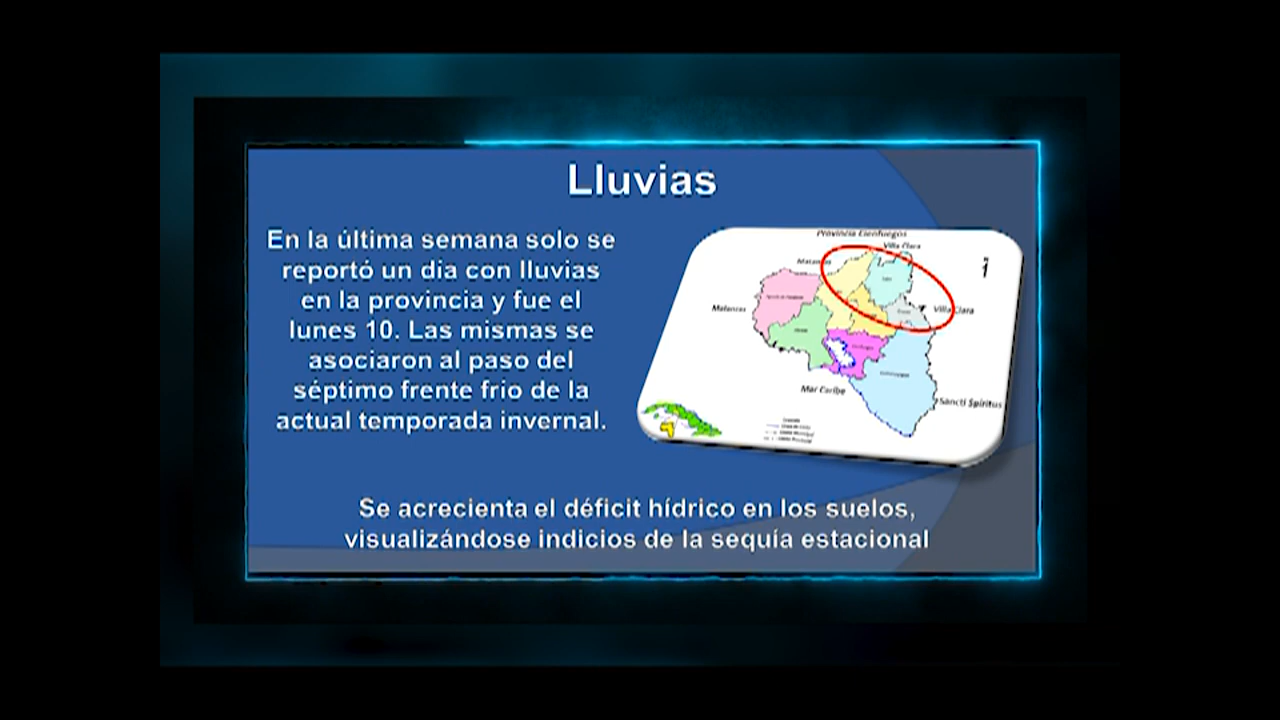 Lluvias
En la última semana solo se
reportó un dia con lluvias
en la provincia y fue el
lunes 10. Las mismas se
asociaron al paso del
séptimo frente frio de la
actual temporada invernal.
Provincia Cienfuegos
Villa Clara
Matanzas
Matanzas
Villa Clara
Mar Caribe
Sancti Spíritus
Se acrecienta el déficit hídrico en los suelos,
visualizándose indicios de la sequía estacional